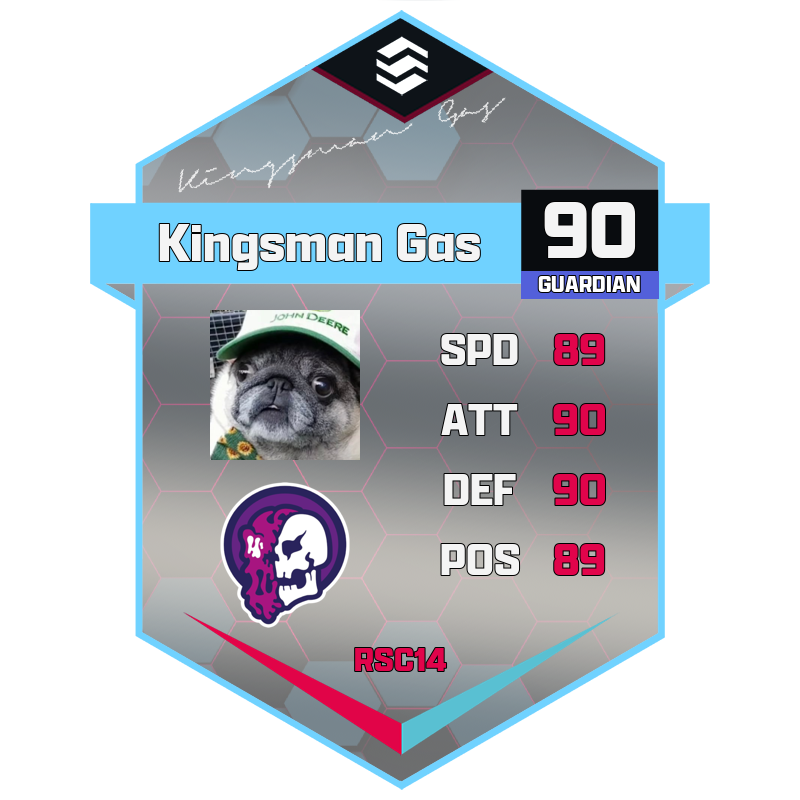 Kingsman Gas
Kingsman Gas
90
GUARDIAN
JOHN DEERE
SPD 89
ATT 90
DEF 90
POS 89
RSC14